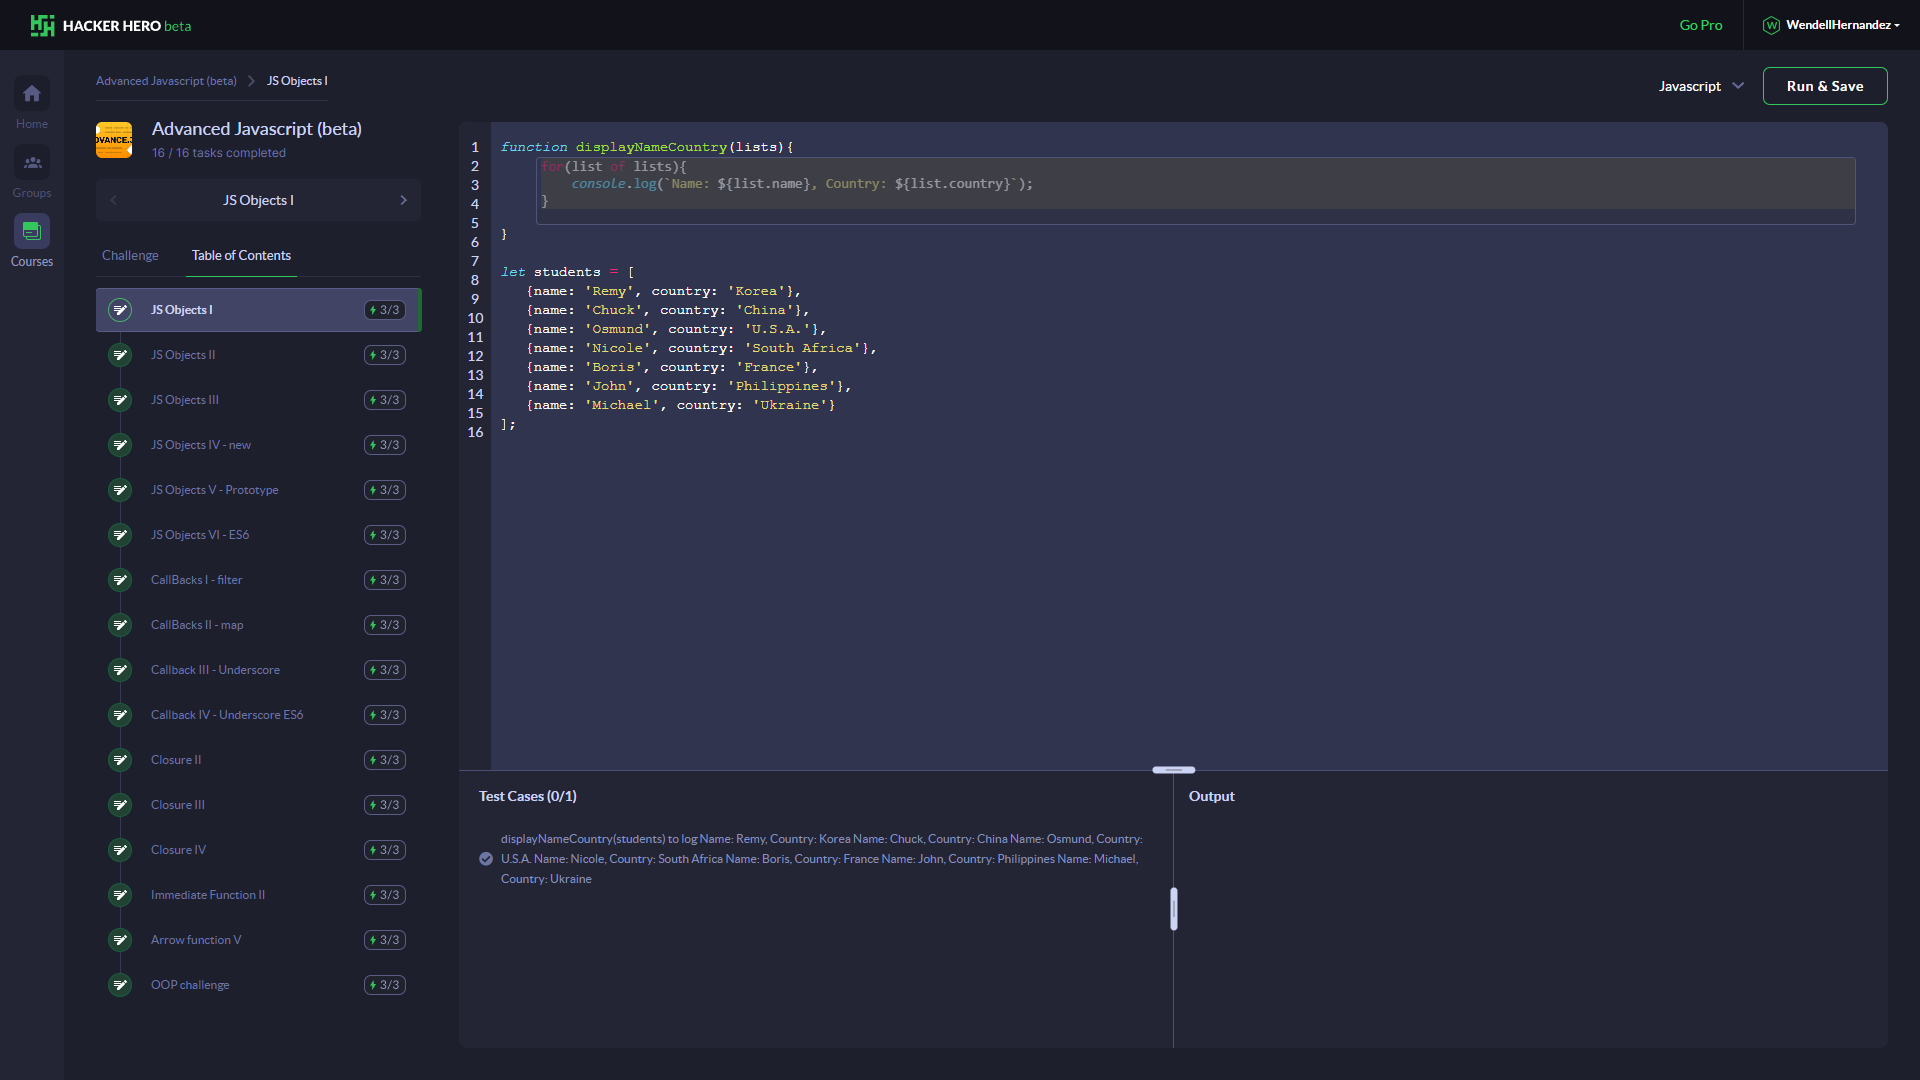 HACKER HERO beta
Go Pro
W
WendellHernandez
Home
Groups
Courses
Advanced Javascript (beta)
JS Objects I
Javascript
Run & Save
Advanced Javascript (beta)
16 / 16 tasks completed
JS Objects I
Challenge
Table of Contents
JS Objects I
3/3
JS Objects II
3/3
JS Objects III
3/3
JS Objects IV - new
3/3
JS Objects V - Prototype
3/3
JS Objects VI - ES6
3/3
CallBacks I - filter
3/3
CallBacks II - map
3/3
Callback III - Underscore
3/3
Callback IV - Underscore ES6
3/3
Closure II
3/3
Closure III
3/3
Closure IV
3/3
Immediate Function II
3/3
Arrow function V
3/3
OOP challenge
3/3
1 function displayNameCountry(lists){
2 for(list of lists){
3 console.log(`Name: ${list.name}, Country: ${list.country}`);
4 }
5
6 }
7
8 let students = [
9 {name: 'Remy', country: 'Korea'},
10 {name: 'Chuck', country: 'China'},
11 {name: 'Osmund', country: 'U.S.A.'},
12 {name: 'Nicole', country: 'South Africa'},
13 {name: 'Boris', country: 'France'},
14 {name: 'John', country: 'Philippines'},
15 {name: 'Michael', country: 'Ukraine'}
16 ];
Test Cases (0/1)
displayNameCountry(students) to log Name: Remy, Country: Korea Name: Chuck, Country: China Name: Osmund, Country:
U.S.A. Name: Nicole, Country: South Africa Name: Boris, Country: France Name: John, Country: Philippines Name: Michael,
Country: Ukraine
Output